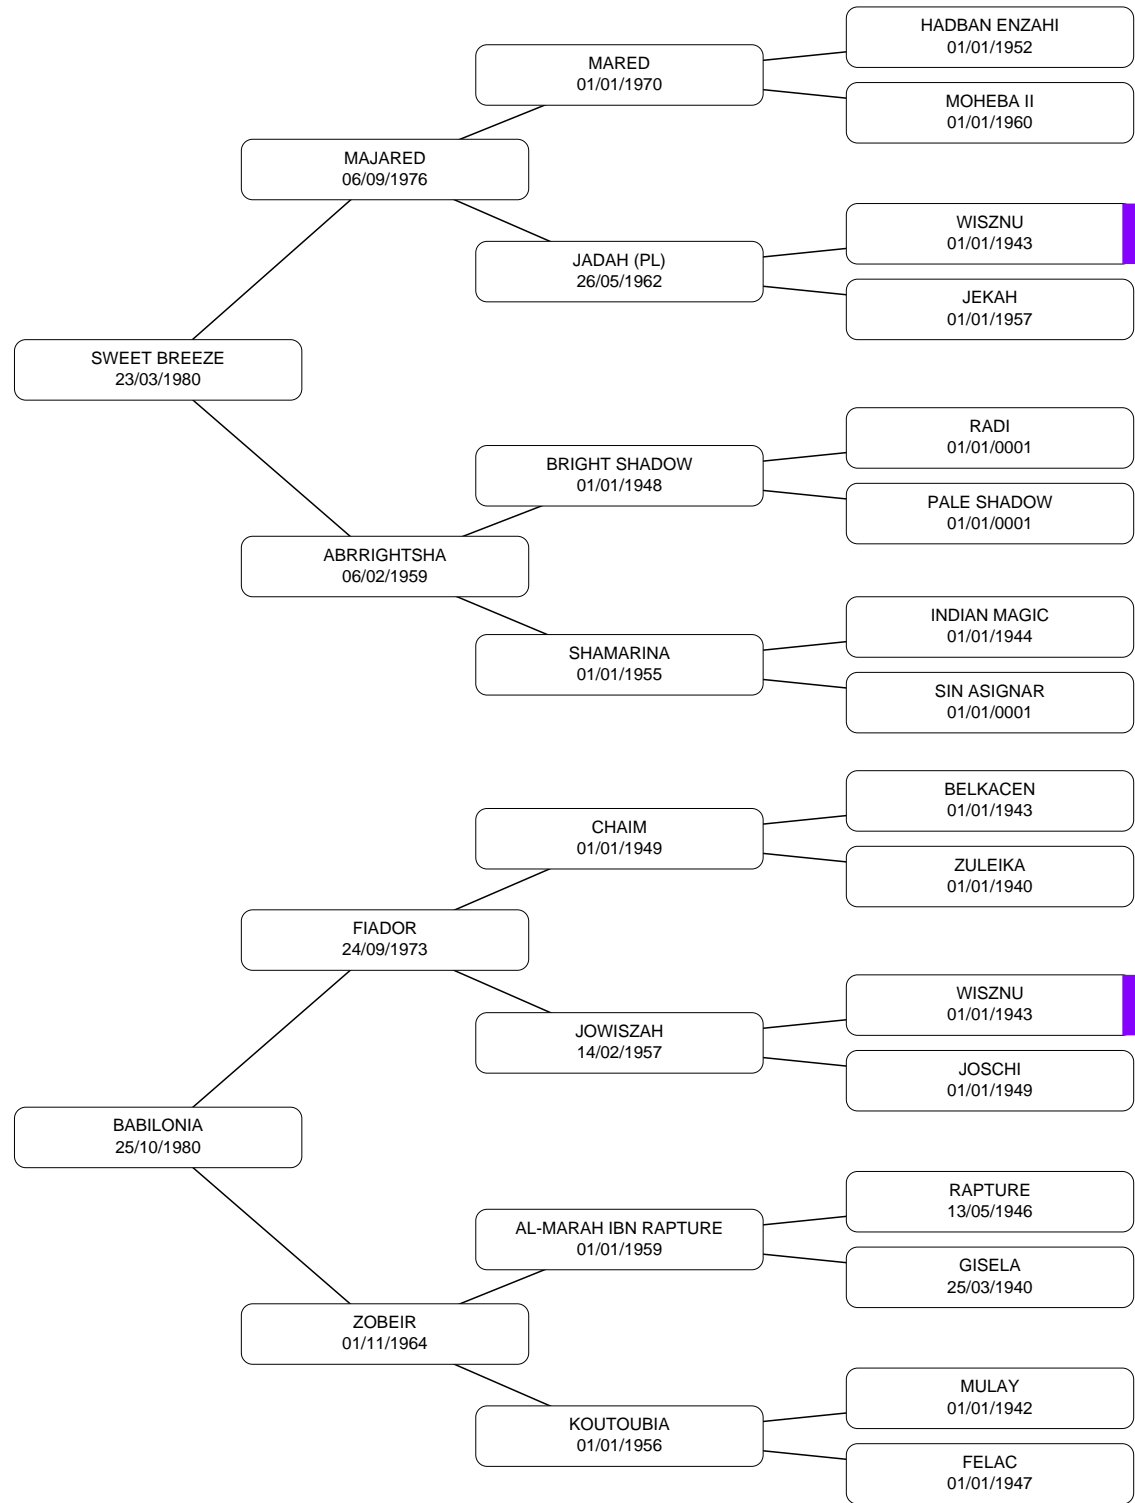 HADBAN ENZAHI
01/01/1952
MARED
01/01/1970
MOHEBA II
01/01/1960
MAJARED
06/09/1976
WISZNU
01/01/1943
JADAH (PL)
26/05/1962
JEKAH
01/01/1957
SWEET BREEZE
23/03/1980
RADI
01/01/0001
BRIGHT SHADOW
01/01/1948
PALE SHADOW
01/01/0001
ABRRIGHTSHA
06/02/1959
INDIAN MAGIC
01/01/1944
SHAMARINA
01/01/1955
SIN ASIGNAR
01/01/0001
BELKACEN
01/01/1943
CHAIM
01/01/1949
ZULEIKA
01/01/1940
FIADOR
24/09/1973
WISZNU
01/01/1943
JOWISZAH
14/02/1957
JOSCHI
01/01/1949
BABILONIA
25/10/1980
RAPTURE
13/05/1946
AL-MARAH IBN RAPTURE
01/01/1959
GISELA
25/03/1940
ZOBEIR
01/11/1964
MULAY
01/01/1942
KOUTOUBIA
01/01/1956
FELAC
01/01/1947